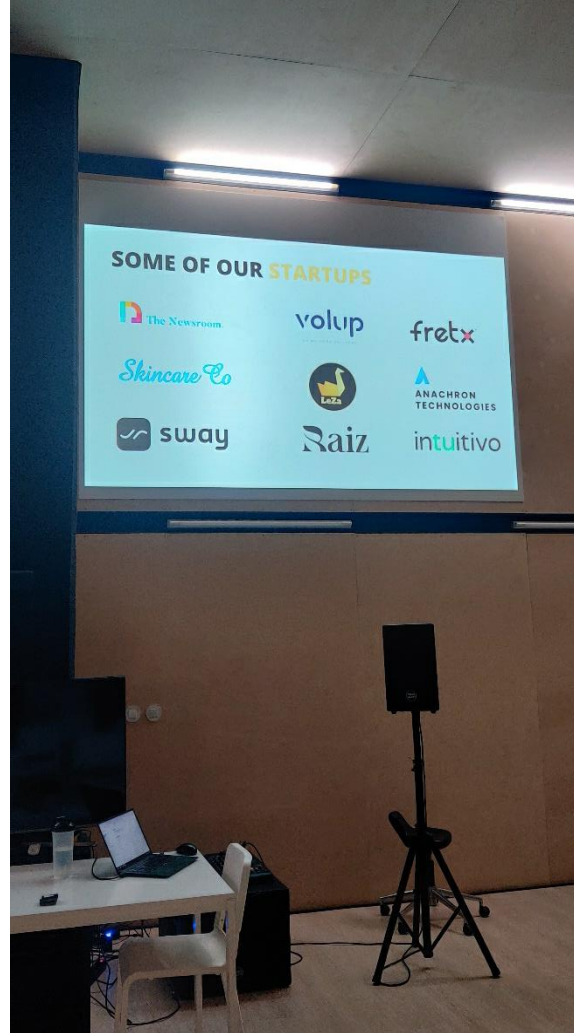 SOME OF OUR STARTUPS
The Newsroom
volup
fretx
Skincare Co
LeZa
ANACHRON
TECHNOLOGIES
sway
Raiz
intuitivo